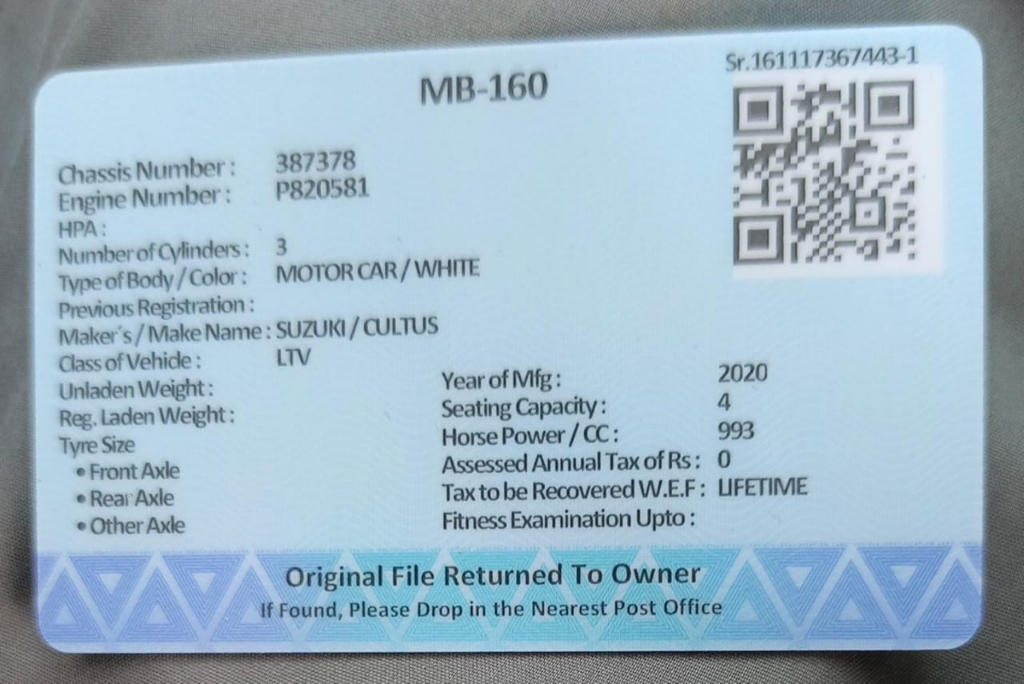 Sr.161117367443-1
MB-160
Chassis Number : 387378
Engine Number : P820581
HPA :
Number of Cylinders : 3
Type of Body / Color : MOTOR CAR / WHITE
Previous Registration :
Maker's / Make Name : SUZUKI / CULTUS
Class of Vehicle : LTV
Unladen Weight :
Reg. Laden Weight :
Tyre Size
• Front Axle
• Rear Axle
• Other Axle
Year of Mfg : 2020
Seating Capacity : 4
Horse Power / CC : 993
Assessed Annual Tax of Rs : 0
Tax to be Recovered W.E.F : LIFETIME
Fitness Examination Upto :
Original File Returned To Owner
If Found, Please Drop in the Nearest Post Office